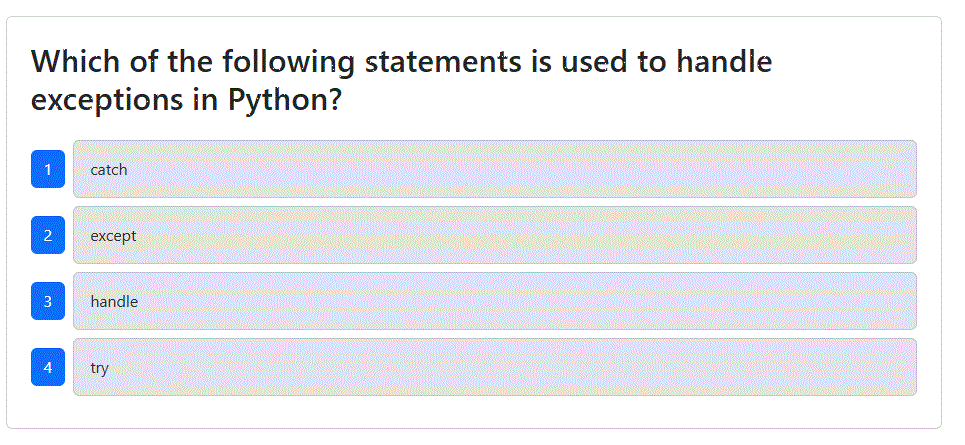 Which of the following statements is used to handle
exceptions in Python?
1 catch
2 except
3 handle
4 try